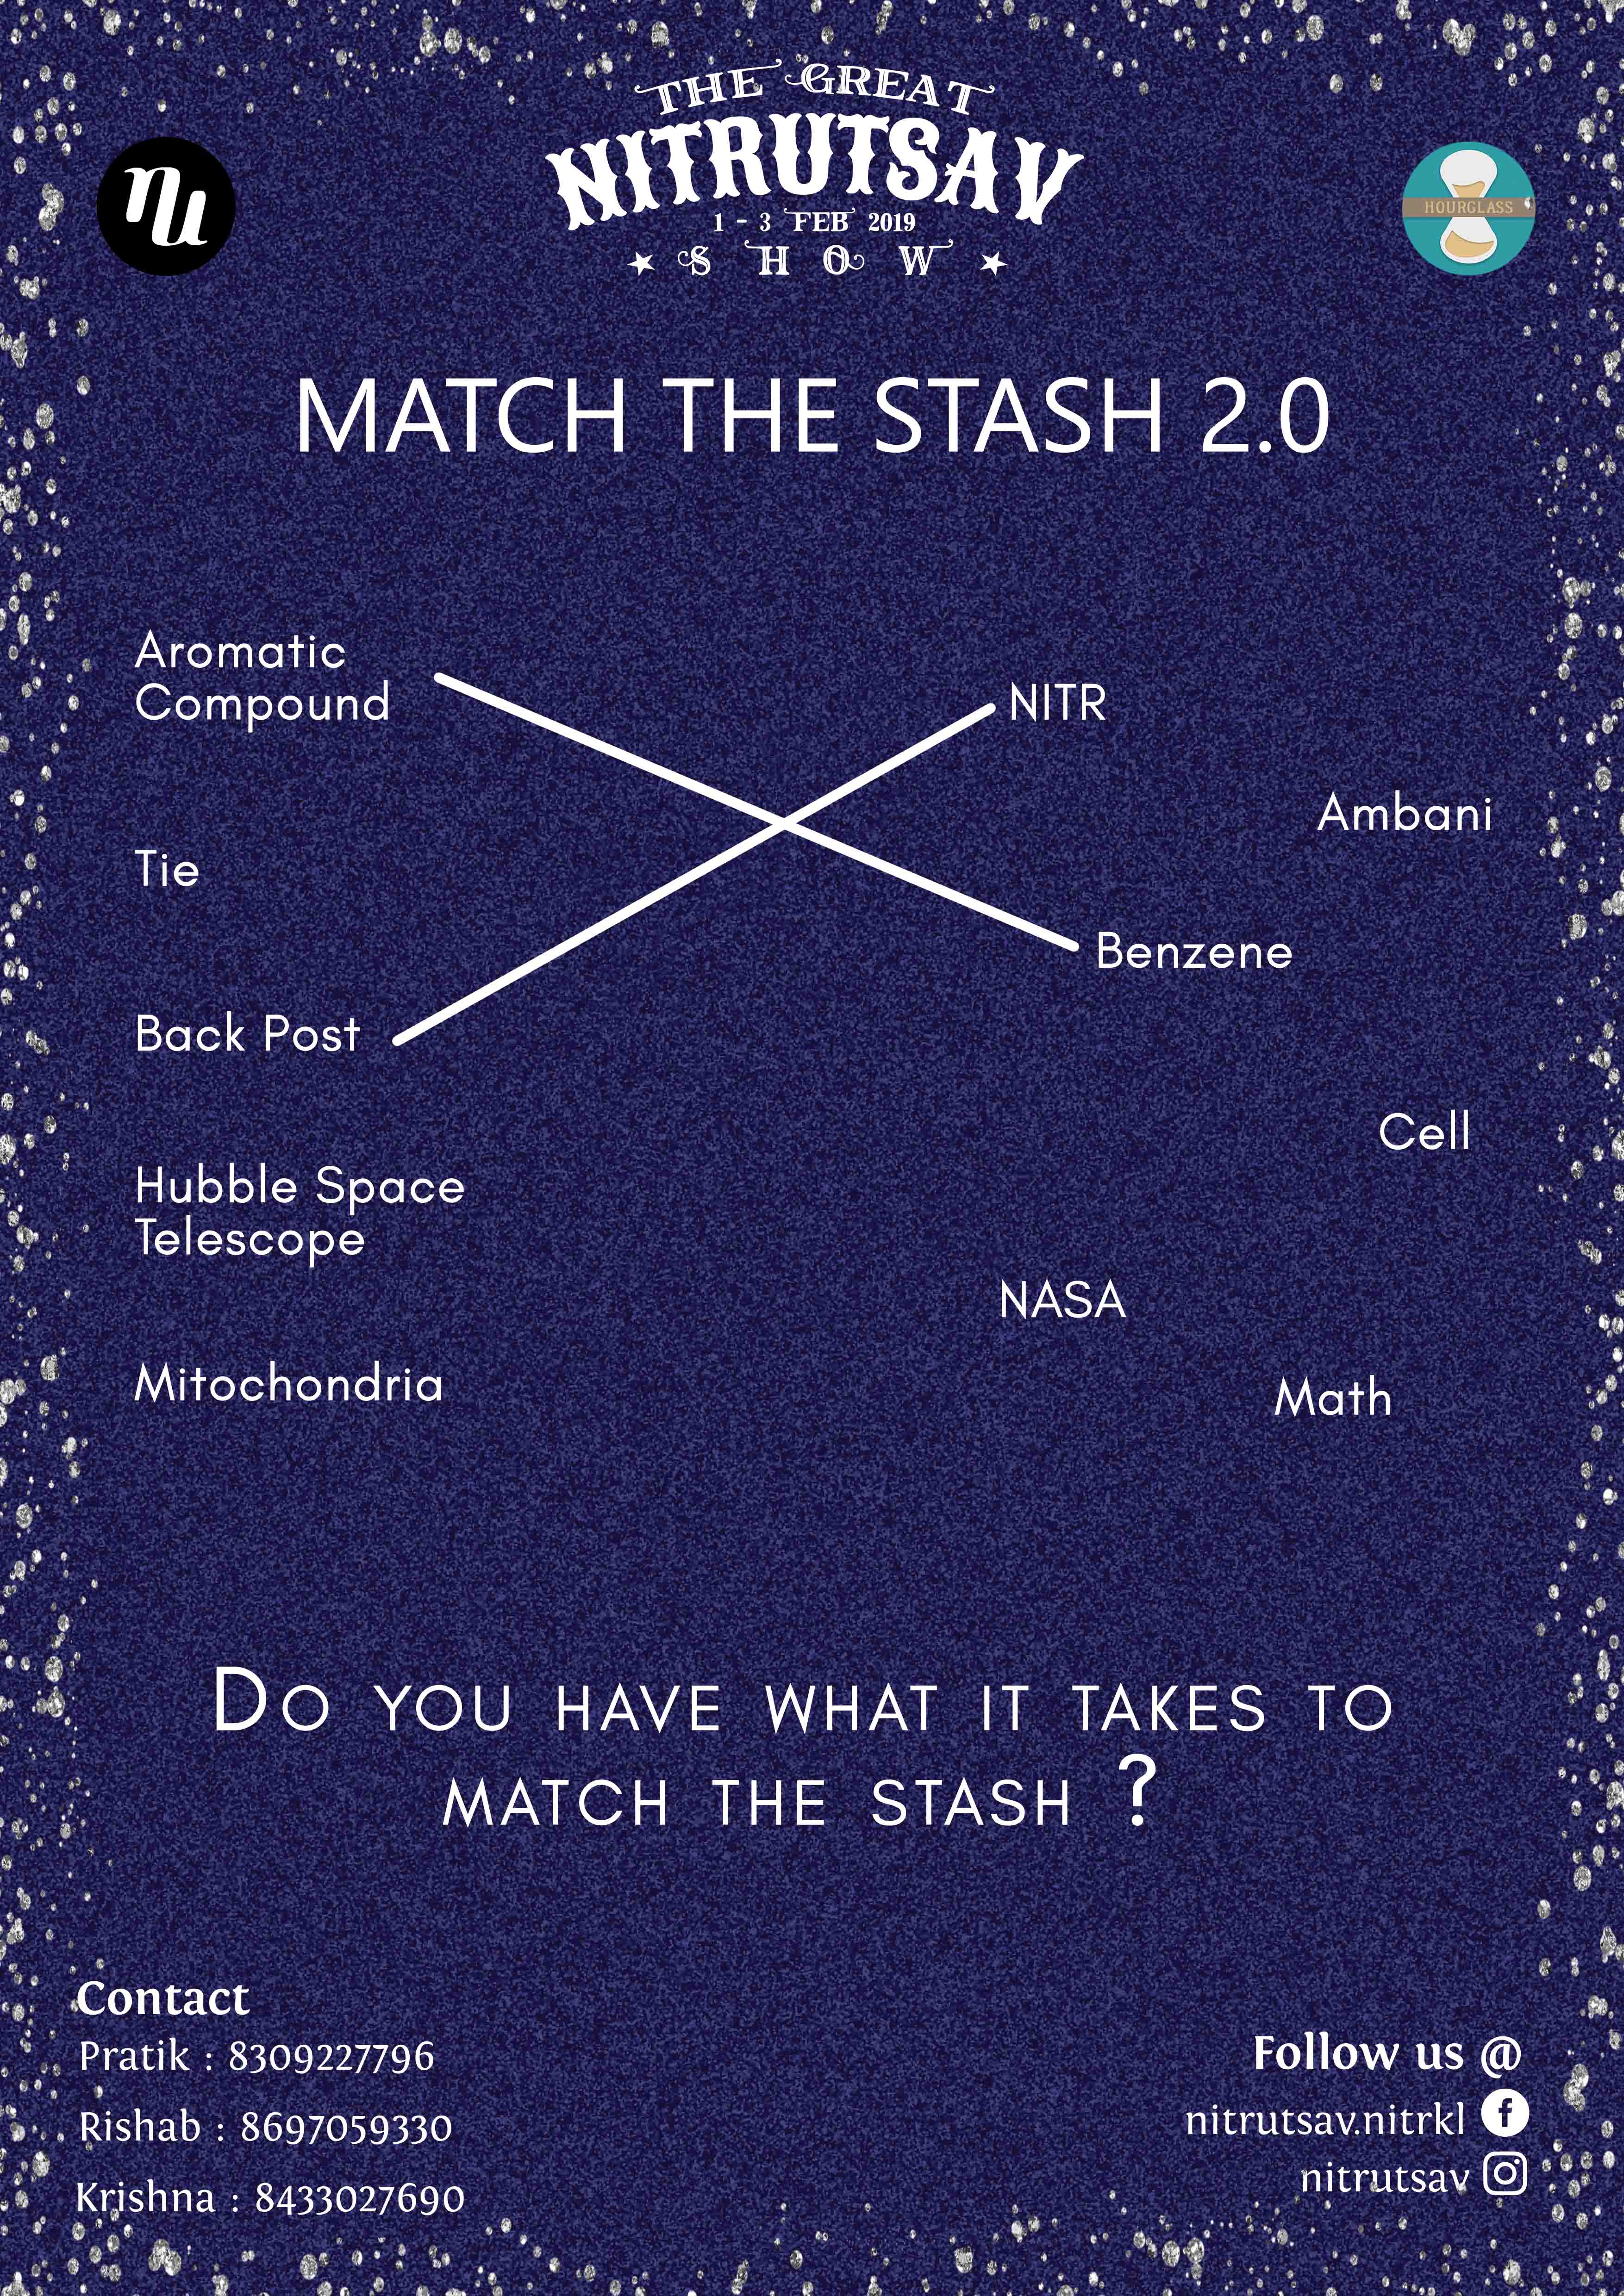 THE GREAT
NITRUTSAV
1 - 3 FEB 2019
SHOW
nu
HOURGLASS
MATCH THE STASH 2.0
Aromatic
Compound
NITR
Ambani
Tie
Benzene
Back Post
Cell
Hubble Space
Telescope
NASA
Mitochondria
Math
DO YOU HAVE WHAT IT TAKES TO
MATCH THE STASH ?
Contact
Pratik : 8309227796
Rishab : 8697059330
Krishna : 8433027690
Follow us @
nitrutsav.nitrkl
nitrutsav